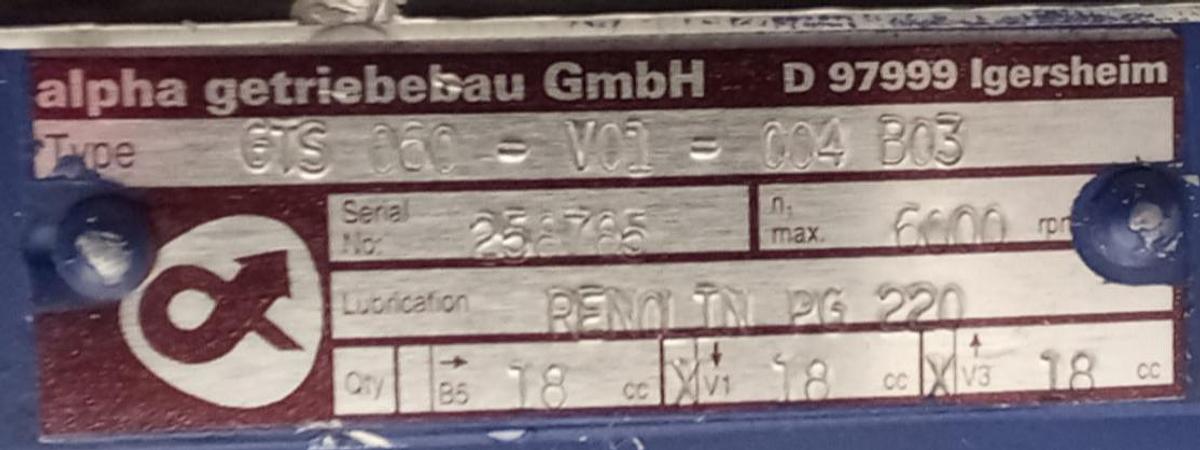 alpha getriebebau GmbH D 97999 Igersheim
Type GTS 060 - V01 - 004 B03
Serial No: n₁ max. 6000 rpm
Lubrication RENOLIN PG 220
Qty B5 → 18 cc X V1 ↓ 18 cc X V3 ↑ 18 cc